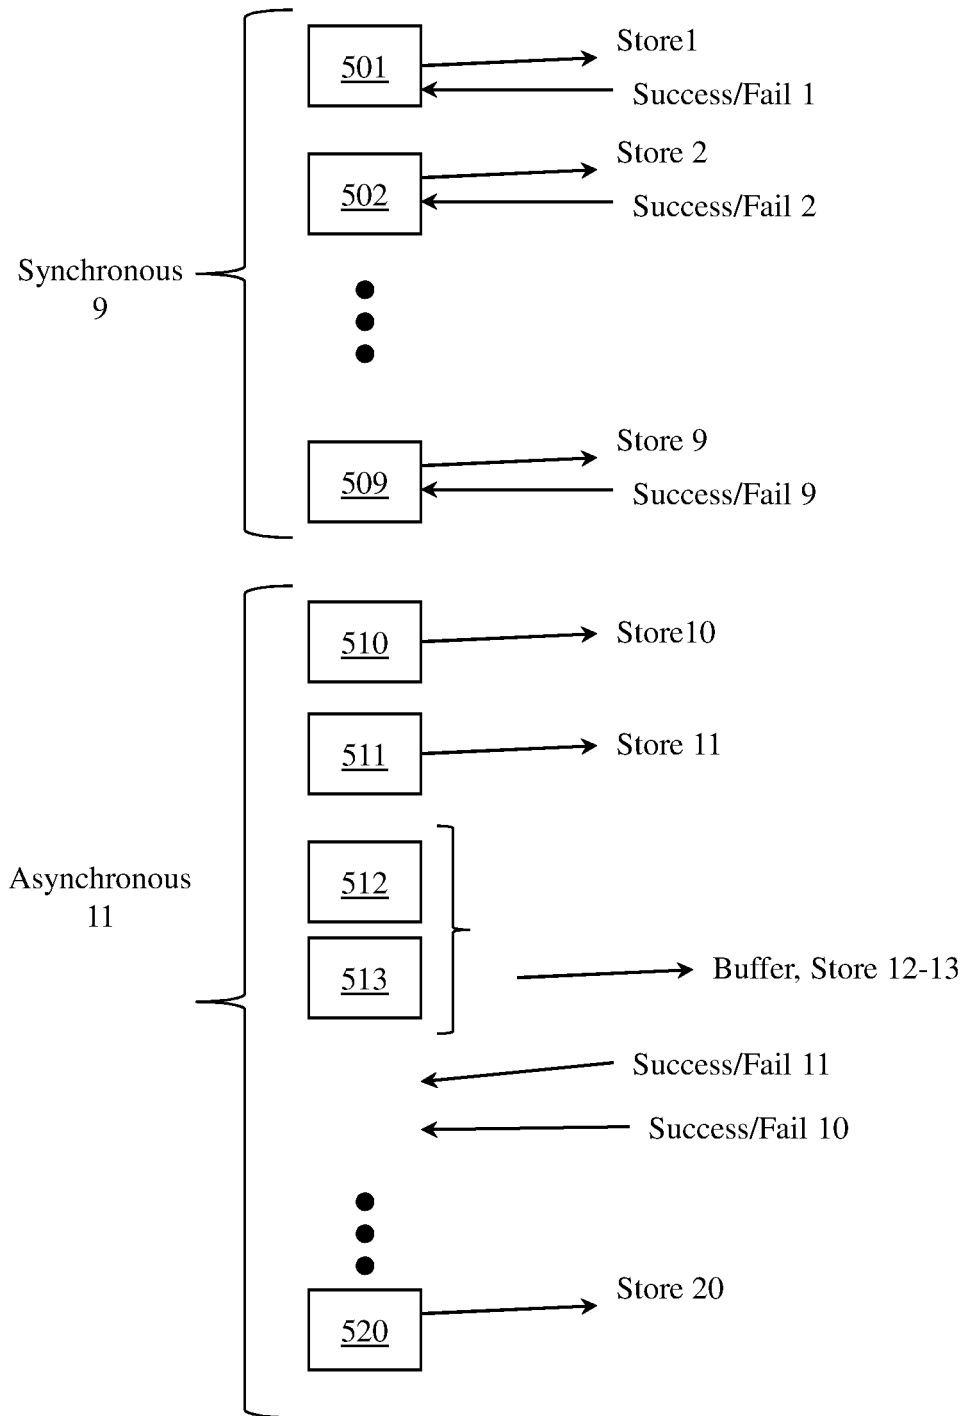 Store1
501
Success/Fail 1
Store 2
502
Success/Fail 2
Synchronous
9
Store 9
509
Success/Fail 9
510
Store10
511
Store 11
Asynchronous
11
512
513
Buffer, Store 12-13
Success/Fail 11
Success/Fail 10
Store 20
520